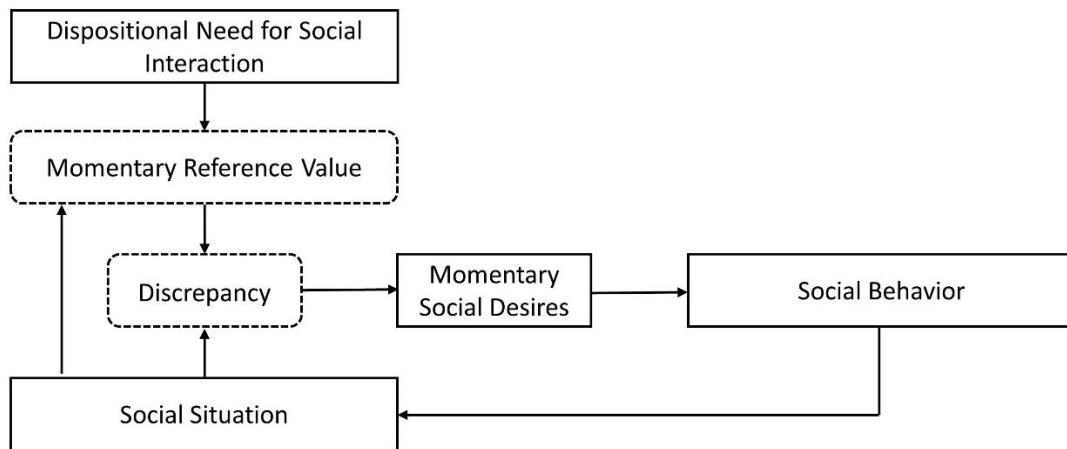 Dispositional Need for Social
Interaction
Momentary Reference Value
Discrepancy
Momentary
Social Desires
Social Behavior
Social Situation